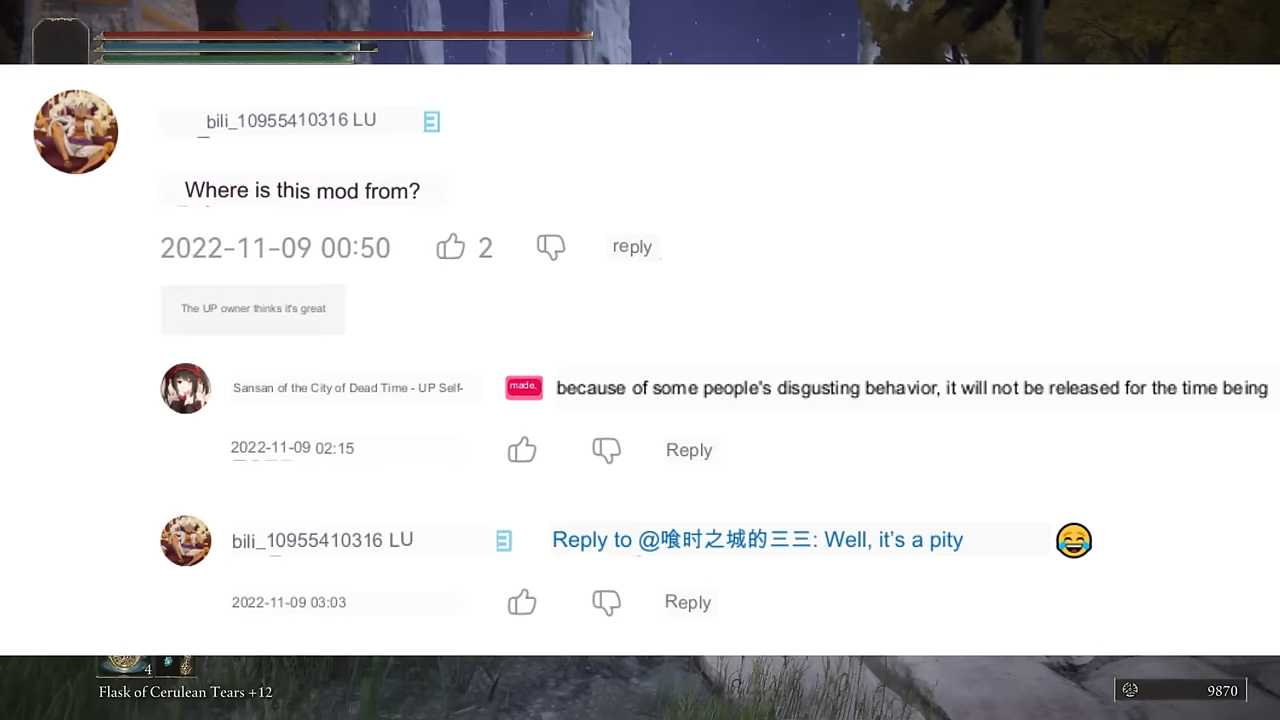 bili_10955410316 LU
Where is this mod from?
2022-11-09 00:50 2 reply
The UP owner thinks it's great
Sansan of the City of Dead Time - UP Self- made, because of some people's disgusting behavior, it will not be released for the time being
2022-11-09 02:15 Reply
bili_10955410316 LU Reply to @喰时之城的三三: Well, it's a pity
2022-11-09 03:03 Reply
4
Flask of Cerulean Tears +12
9870